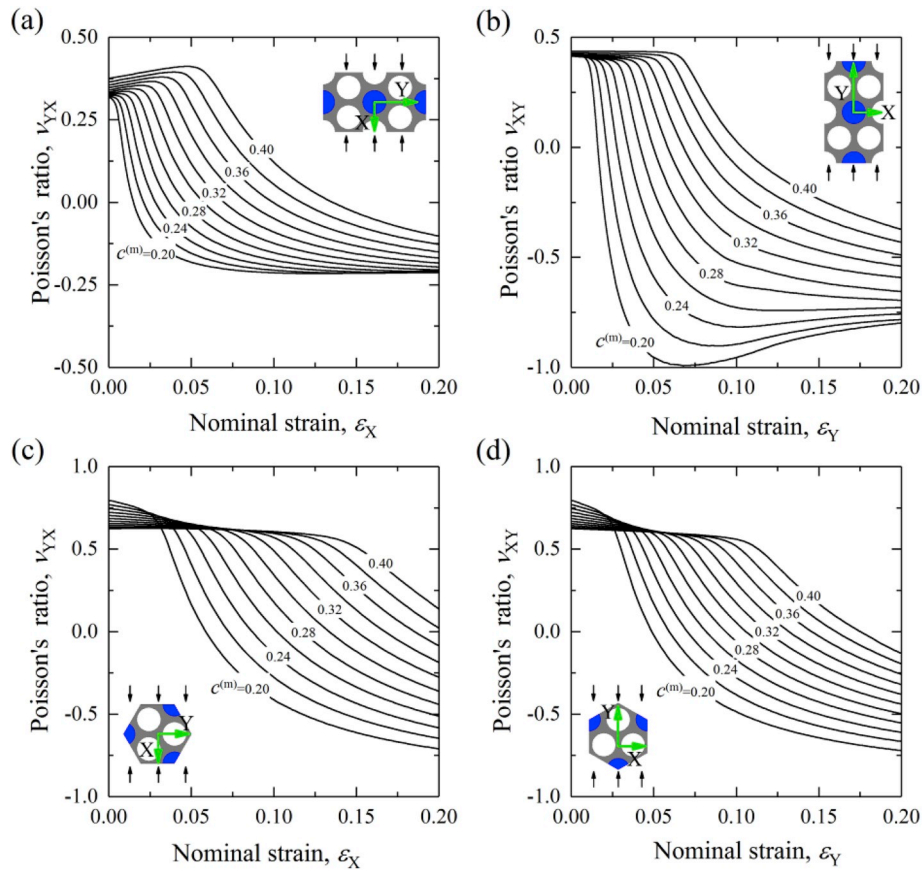 (a)
0.50
0.25
0.00
-0.25
-0.50
Poisson's ratio, νYX
Y
X
0.40
0.36
0.32
0.28
0.24
c(m)=0.20
0.00 0.05 0.10 0.15 0.20
Nominal strain, εX
(b)
0.5
0.0
-0.5
-1.0
Poisson's ratio νXY
Y
X
0.40
0.36
0.32
0.28
0.24
c(m)=0.20
0.00 0.05 0.10 0.15 0.20
Nominal strain, εY
(c)
1.0
0.5
0.0
-0.5
-1.0
Poisson's ratio, νYX
0.40
0.36
0.32
0.28
0.24
c(m)=0.20
Y
X
0.00 0.05 0.10 0.15 0.20
Nominal strain, εX
(d)
1.0
0.5
0.0
-0.5
-1.0
Poisson's ratio, νXY
0.40
0.36
0.32
0.28
0.24
c(m)=0.20
Y
X
0.00 0.05 0.10 0.15 0.20
Nominal strain, εY